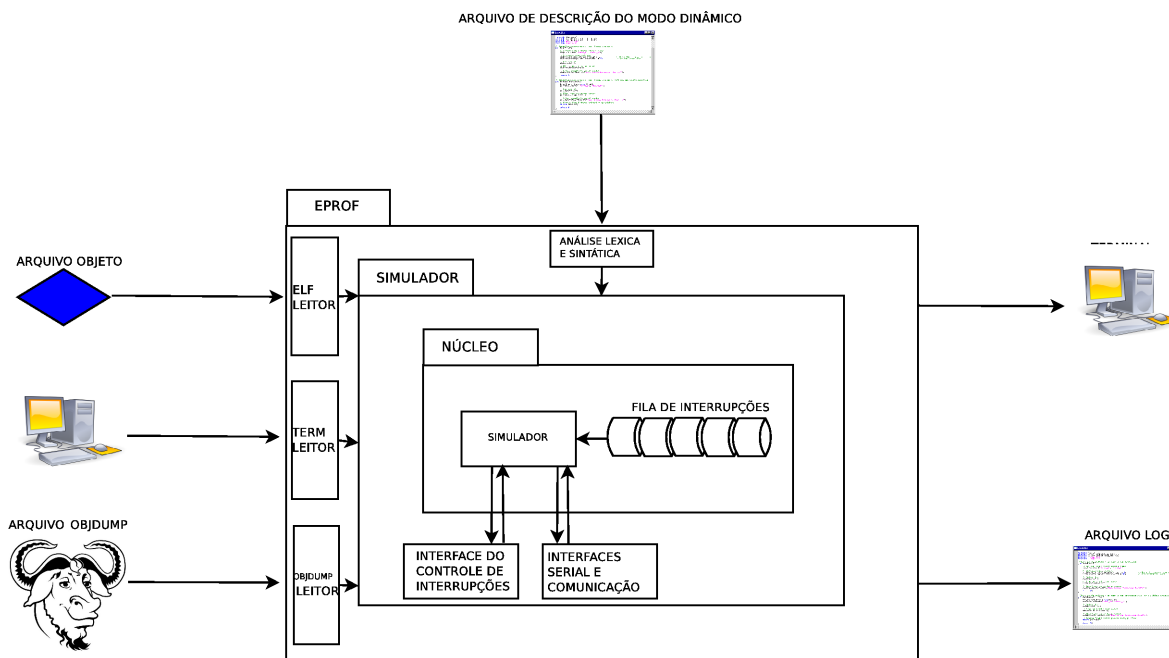 ARQUIVO DE DESCRIÇÃO DO MODO DINÂMICO
EPROF
ANÁLISE LEXICA
E SINTÁTICA
ARQUIVO OBJETO
ELF
LEITOR
SIMULADOR
NÚCLEO
FILA DE INTERRUPÇÕES
SIMULADOR
TERM
LEITOR
ARQUIVO OBJDUMP
OBJDUMP
LEITOR
INTERFACE DO
CONTROLE DE
INTERRUPÇÕES
INTERFACES
SERIAL E
COMUNICAÇÃO
ARQUIVO LOG